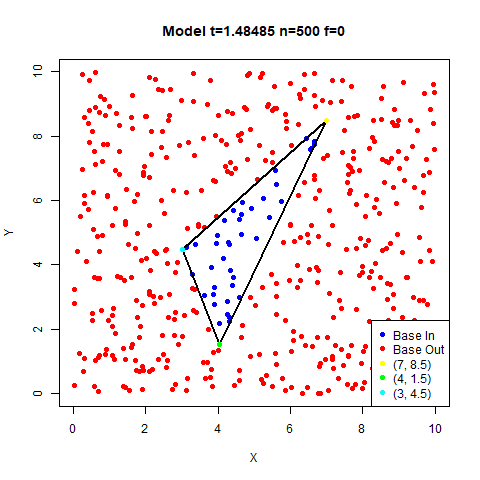 Model t=1.48485 n=500 f=0
Y
10
8
6
4
2
0
Base In
Base Out
(7, 8.5)
(4, 1.5)
(3, 4.5)
0 2 4 6 8 10
X